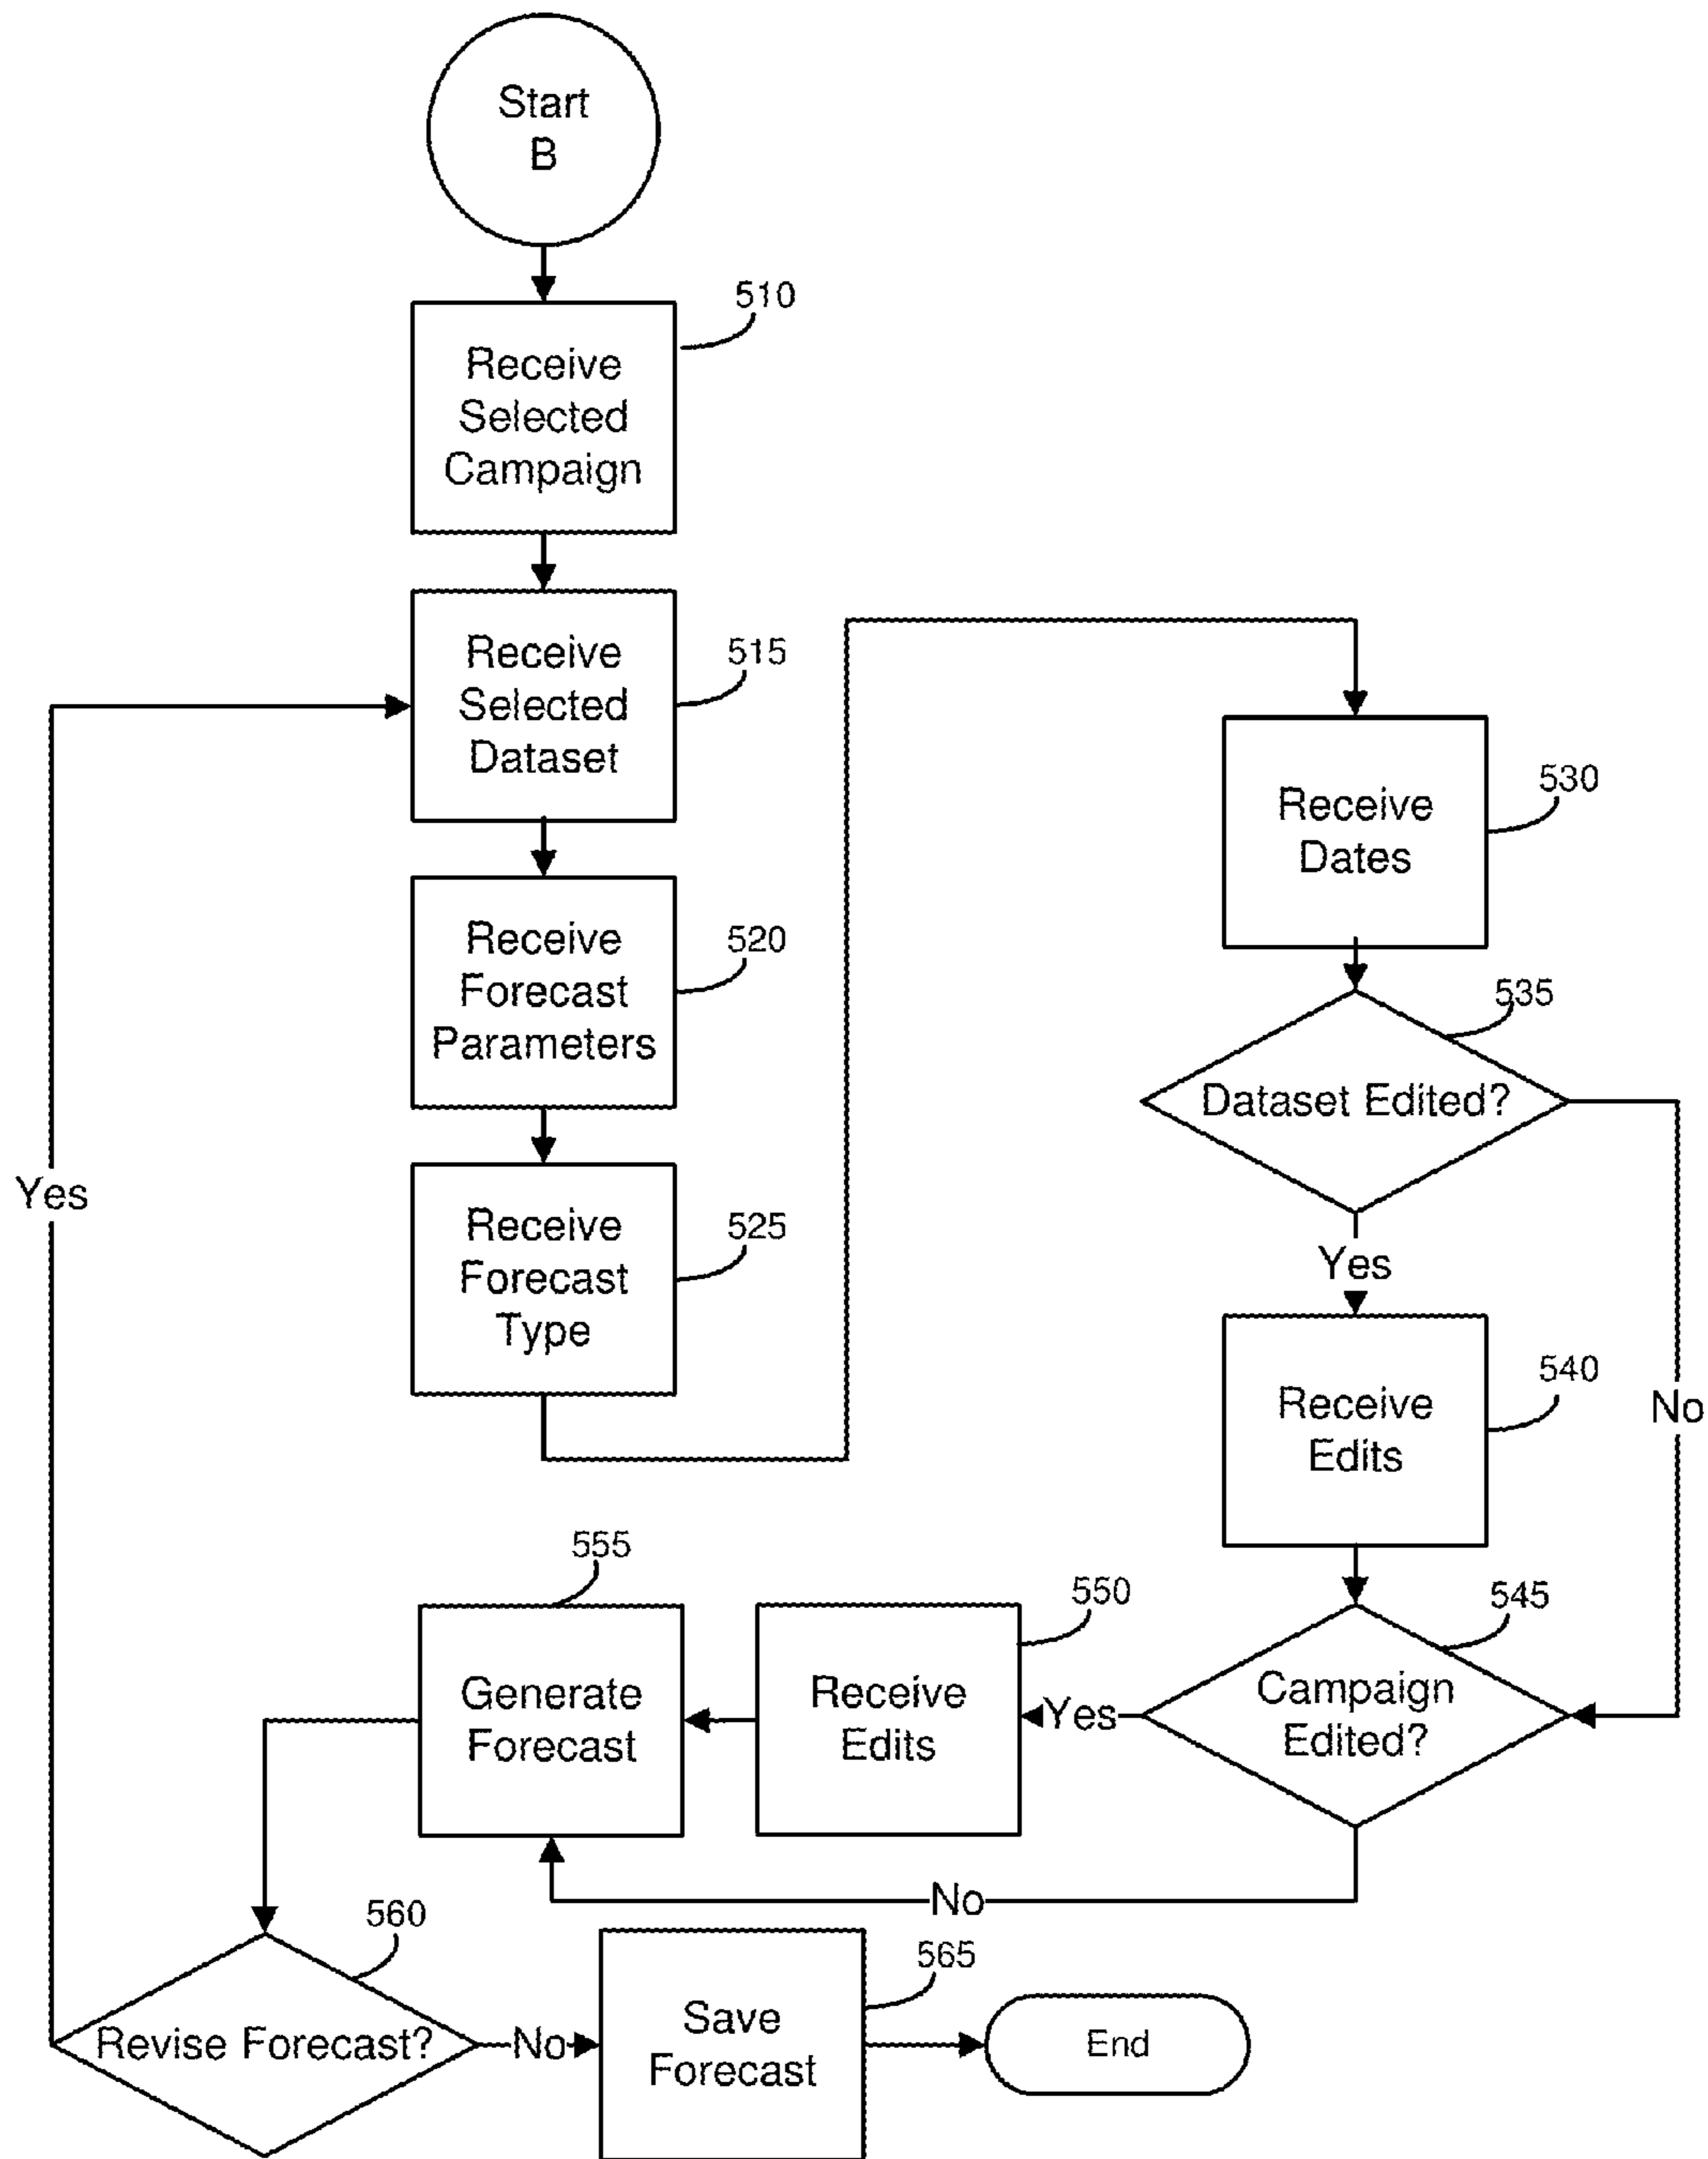 Start
B
510
Receive
Selected
Campaign
515
Receive
Selected
Dataset
520
Receive
Forecast
Parameters
525
Receive
Forecast
Type
530
Receive
Dates
535
Dataset Edited?
Yes
No
540
Receive
Edits
545
Campaign
Edited?
Yes
No
550
Receive
Edits
555
Generate
Forecast
560
Revise Forecast?
Yes
No
565
Save
Forecast
End